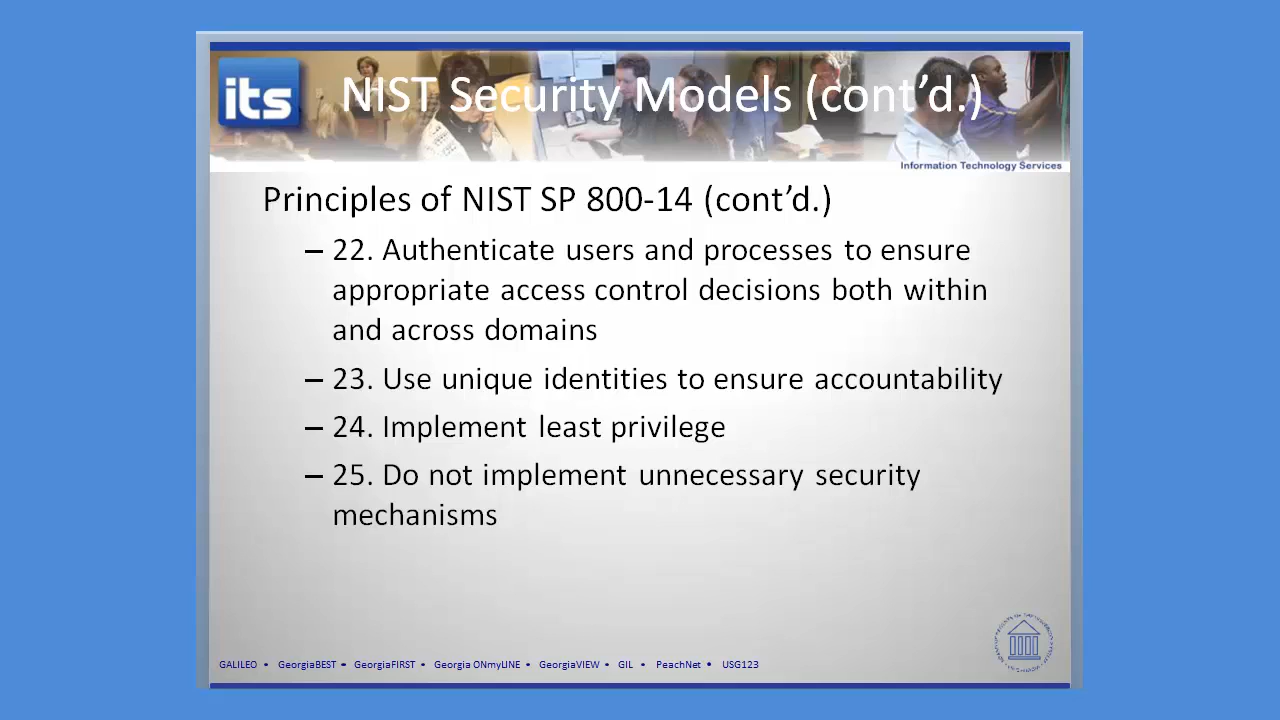 its
NIST Security Models (cont'd.)
Information Technology Services
Principles of NIST SP 800-14 (cont'd.)
– 22. Authenticate users and processes to ensure
appropriate access control decisions both within
and across domains
– 23. Use unique identities to ensure accountability
– 24. Implement least privilege
– 25. Do not implement unnecessary security
mechanisms
GALILEO • GeorgiaBEST • GeorgiaFIRST • Georgia ONmyLINE • GeorgiaVIEW • GIL • PeachNet • USG123